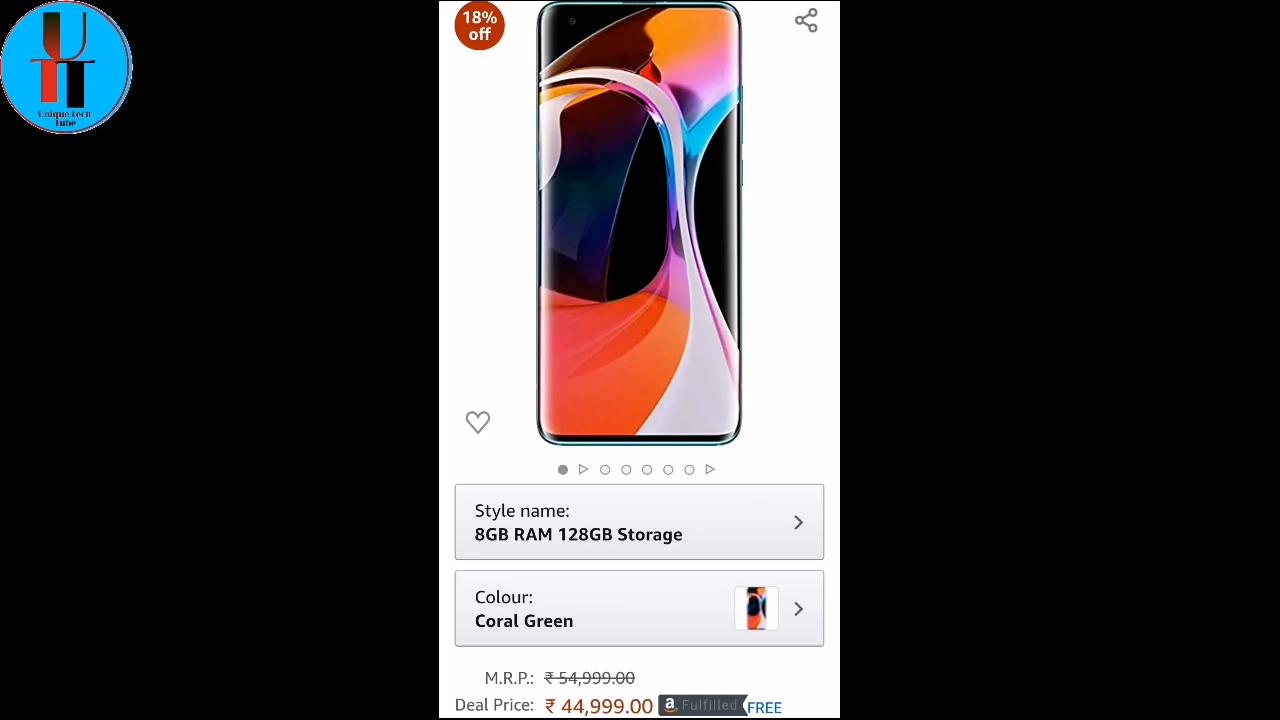 Unique Tech
Tube
18%
off
Style name:
8GB RAM 128GB Storage
Colour:
Coral Green
M.R.P.: ₹ 54,999.00
Deal Price: ₹ 44,999.00 a Fulfilled FREE